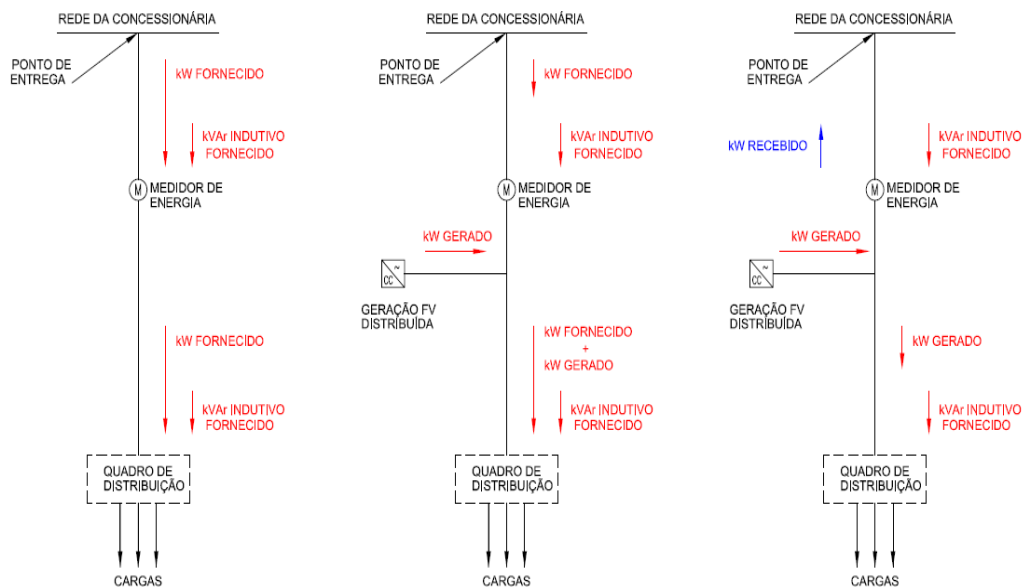 REDE DA CONCESSIONÁRIA
PONTO DE
ENTREGA
kW FORNECIDO
kVAr INDUTIVO
FORNECIDO
M
MEDIDOR DE
ENERGIA
kW FORNECIDO
kVAr INDUTIVO
FORNECIDO
QUADRO DE
DISTRIBUIÇÃO
CARGAS
REDE DA CONCESSIONÁRIA
PONTO DE
ENTREGA
kW FORNECIDO
kVAr INDUTIVO
FORNECIDO
M
MEDIDOR DE
ENERGIA
kW GERADO
~
CC
GERAÇÃO FV
DISTRIBUÍDA
kW FORNECIDO
+
kW GERADO
kVAr INDUTIVO
FORNECIDO
QUADRO DE
DISTRIBUIÇÃO
CARGAS
REDE DA CONCESSIONÁRIA
PONTO DE
ENTREGA
kW RECEBIDO
kVAr INDUTIVO
FORNECIDO
M
MEDIDOR DE
ENERGIA
kW GERADO
~
CC
GERAÇÃO FV
DISTRIBUÍDA
kW GERADO
kVAr INDUTIVO
FORNECIDO
QUADRO DE
DISTRIBUIÇÃO
CARGAS